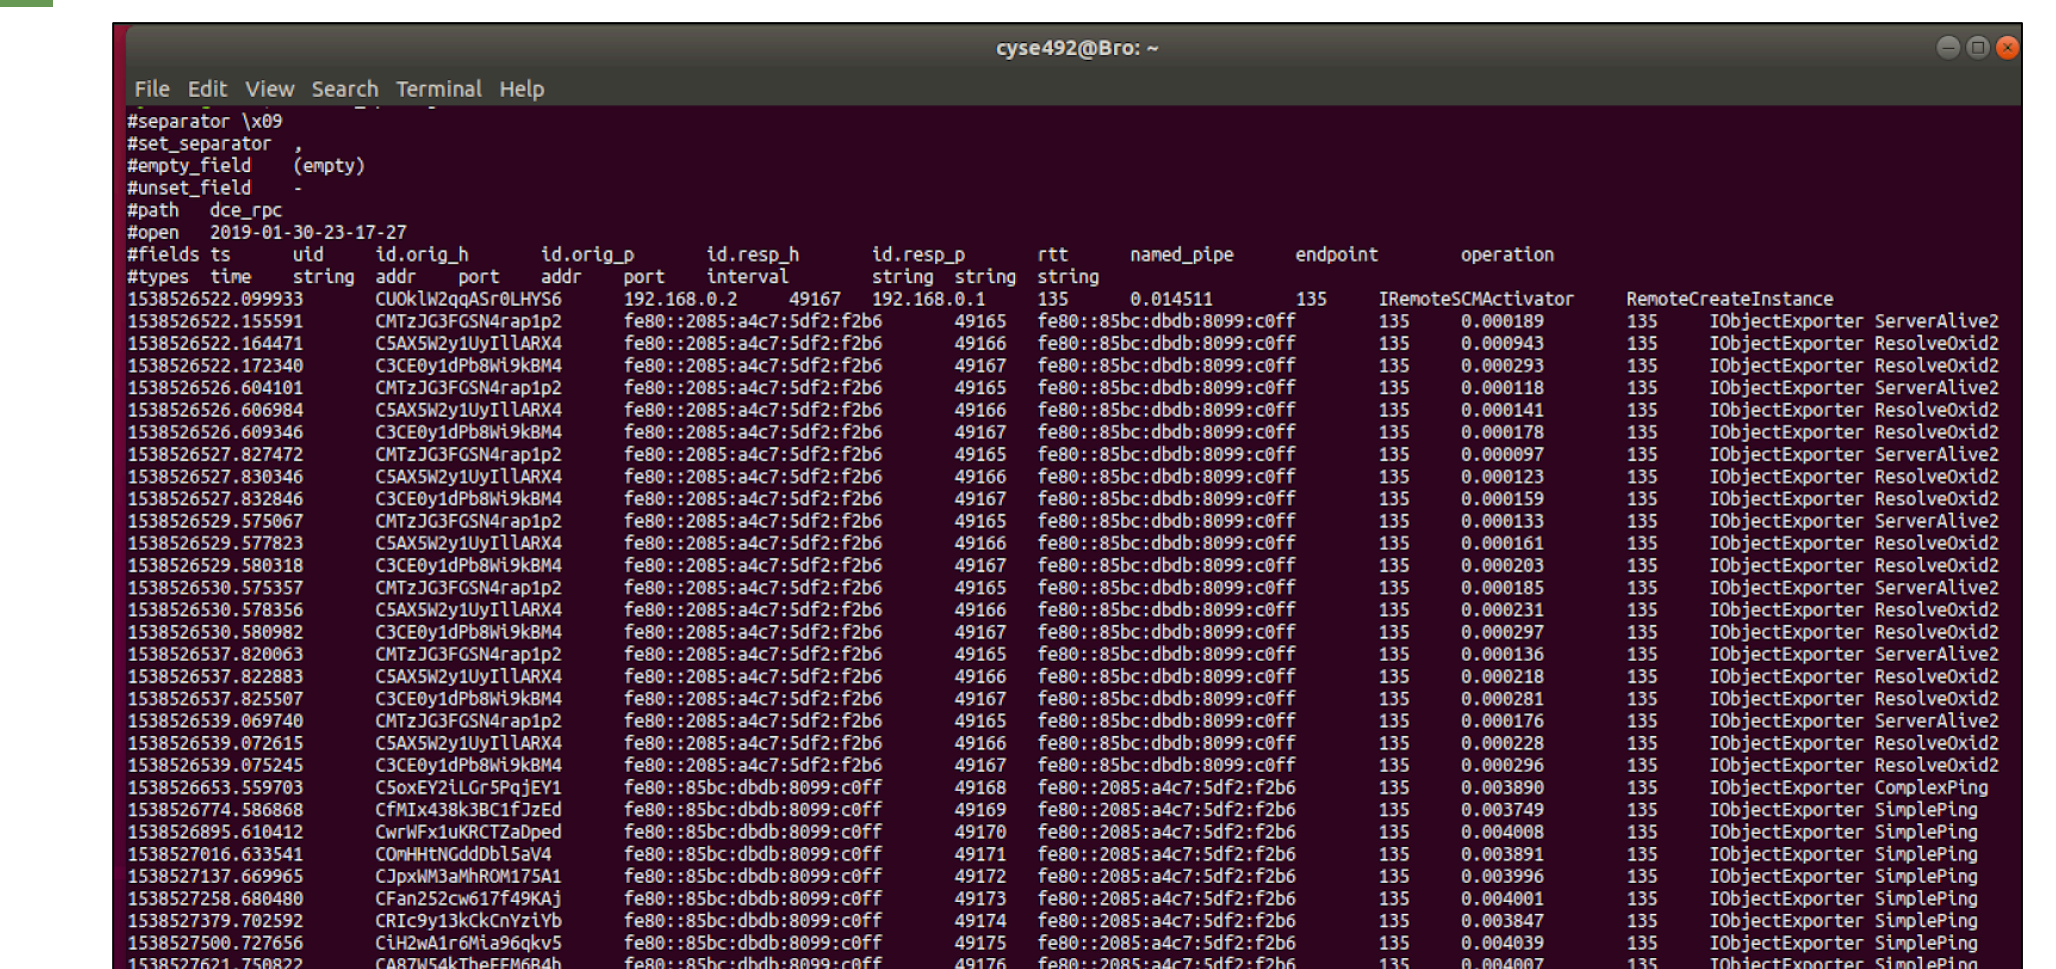 cyse492@Bro: ~
File Edit View Search Terminal Help
#separator \x09
#set_separator ,
#empty_field (empty)
#unset_field -
#path dce_rpc
#open 2019-01-30-23-17-27
#fields ts uid id.orig_h id.orig_p id.resp_h id.resp_p rtt named_pipe endpoint operation
#types time string addr port addr port interval string string string
1538526522.099933 CUOklW2qqASr0LHYS6 192.168.0.2 49167 192.168.0.1 135 0.014511 135 IRemoteSCMActivator RemoteCreateInstance
1538526522.155591 CMTzJG3FGSN4rap1p2 fe80::2085:a4c7:5df2:f2b6 49165 fe80::85bc:dbdb:8099:c0ff 135 0.000189 135 IObjectExporter ServerAlive2
1538526522.164471 C5AX5W2y1UyIllARX4 fe80::2085:a4c7:5df2:f2b6 49166 fe80::85bc:dbdb:8099:c0ff 135 0.000943 135 IObjectExporter ResolveOxid2
1538526522.172340 C3CE0y1dPb8Wi9kBM4 fe80::2085:a4c7:5df2:f2b6 49167 fe80::85bc:dbdb:8099:c0ff 135 0.000293 135 IObjectExporter ResolveOxid2
1538526526.604101 CMTzJG3FGSN4rap1p2 fe80::2085:a4c7:5df2:f2b6 49165 fe80::85bc:dbdb:8099:c0ff 135 0.000118 135 IObjectExporter ServerAlive2
1538526526.606984 C5AX5W2y1UyIllARX4 fe80::2085:a4c7:5df2:f2b6 49166 fe80::85bc:dbdb:8099:c0ff 135 0.000141 135 IObjectExporter ResolveOxid2
1538526526.609346 C3CE0y1dPb8Wi9kBM4 fe80::2085:a4c7:5df2:f2b6 49167 fe80::85bc:dbdb:8099:c0ff 135 0.000178 135 IObjectExporter ResolveOxid2
1538526527.827472 CMTzJG3FGSN4rap1p2 fe80::2085:a4c7:5df2:f2b6 49165 fe80::85bc:dbdb:8099:c0ff 135 0.000097 135 IObjectExporter ServerAlive2
1538526527.830346 C5AX5W2y1UyIllARX4 fe80::2085:a4c7:5df2:f2b6 49166 fe80::85bc:dbdb:8099:c0ff 135 0.000123 135 IObjectExporter ResolveOxid2
1538526527.832846 C3CE0y1dPb8Wi9kBM4 fe80::2085:a4c7:5df2:f2b6 49167 fe80::85bc:dbdb:8099:c0ff 135 0.000159 135 IObjectExporter ResolveOxid2
1538526529.575067 CMTzJG3FGSN4rap1p2 fe80::2085:a4c7:5df2:f2b6 49165 fe80::85bc:dbdb:8099:c0ff 135 0.000133 135 IObjectExporter ServerAlive2
1538526529.577823 C5AX5W2y1UyIllARX4 fe80::2085:a4c7:5df2:f2b6 49166 fe80::85bc:dbdb:8099:c0ff 135 0.000161 135 IObjectExporter ResolveOxid2
1538526529.580318 C3CE0y1dPb8Wi9kBM4 fe80::2085:a4c7:5df2:f2b6 49167 fe80::85bc:dbdb:8099:c0ff 135 0.000203 135 IObjectExporter ResolveOxid2
1538526530.575357 CMTzJG3FGSN4rap1p2 fe80::2085:a4c7:5df2:f2b6 49165 fe80::85bc:dbdb:8099:c0ff 135 0.000185 135 IObjectExporter ServerAlive2
1538526530.578356 C5AX5W2y1UyIllARX4 fe80::2085:a4c7:5df2:f2b6 49166 fe80::85bc:dbdb:8099:c0ff 135 0.000231 135 IObjectExporter ResolveOxid2
1538526530.580982 C3CE0y1dPb8Wi9kBM4 fe80::2085:a4c7:5df2:f2b6 49167 fe80::85bc:dbdb:8099:c0ff 135 0.000297 135 IObjectExporter ResolveOxid2
1538526537.820063 CMTzJG3FGSN4rap1p2 fe80::2085:a4c7:5df2:f2b6 49165 fe80::85bc:dbdb:8099:c0ff 135 0.000136 135 IObjectExporter ServerAlive2
1538526537.822883 C5AX5W2y1UyIllARX4 fe80::2085:a4c7:5df2:f2b6 49166 fe80::85bc:dbdb:8099:c0ff 135 0.000218 135 IObjectExporter ResolveOxid2
1538526537.825507 C3CE0y1dPb8Wi9kBM4 fe80::2085:a4c7:5df2:f2b6 49167 fe80::85bc:dbdb:8099:c0ff 135 0.000281 135 IObjectExporter ResolveOxid2
1538526539.069740 CMTzJG3FGSN4rap1p2 fe80::2085:a4c7:5df2:f2b6 49165 fe80::85bc:dbdb:8099:c0ff 135 0.000176 135 IObjectExporter ServerAlive2
1538526539.072615 C5AX5W2y1UyIllARX4 fe80::2085:a4c7:5df2:f2b6 49166 fe80::85bc:dbdb:8099:c0ff 135 0.000228 135 IObjectExporter ResolveOxid2
1538526539.075245 C3CE0y1dPb8Wi9kBM4 fe80::2085:a4c7:5df2:f2b6 49167 fe80::85bc:dbdb:8099:c0ff 135 0.000296 135 IObjectExporter ResolveOxid2
1538526653.559703 C5oxEY2iLGr5PqjEY1 fe80::85bc:dbdb:8099:c0ff 49168 fe80::2085:a4c7:5df2:f2b6 135 0.003890 135 IObjectExporter ComplexPing
1538526774.586868 CfMIx438k3BC1fJzEd fe80::85bc:dbdb:8099:c0ff 49169 fe80::2085:a4c7:5df2:f2b6 135 0.003749 135 IObjectExporter SimplePing
1538526895.610412 CwrWFx1uKRCTZaDped fe80::85bc:dbdb:8099:c0ff 49170 fe80::2085:a4c7:5df2:f2b6 135 0.004008 135 IObjectExporter SimplePing
1538527016.633541 COmHHtNGddDbl5aV4 fe80::85bc:dbdb:8099:c0ff 49171 fe80::2085:a4c7:5df2:f2b6 135 0.003891 135 IObjectExporter SimplePing
1538527137.669965 CJpxWM3aMhROM175A1 fe80::85bc:dbdb:8099:c0ff 49172 fe80::2085:a4c7:5df2:f2b6 135 0.003996 135 IObjectExporter SimplePing
1538527258.680480 CFan252cw617f49KAj fe80::85bc:dbdb:8099:c0ff 49173 fe80::2085:a4c7:5df2:f2b6 135 0.004001 135 IObjectExporter SimplePing
1538527379.702592 CRIc9y13kCkCnYziYb fe80::85bc:dbdb:8099:c0ff 49174 fe80::2085:a4c7:5df2:f2b6 135 0.003847 135 IObjectExporter SimplePing
1538527500.727656 CiH2wA1r6Mia96qkv5 fe80::85bc:dbdb:8099:c0ff 49175 fe80::2085:a4c7:5df2:f2b6 135 0.004039 135 IObjectExporter SimplePing
1538527621.750822 fe80::85bc:dbdb:8099:c0ff 49176 fe80::2085:a4c7:5df2:f2b6 135 0.004007 135 IObjectExporter SimplePing